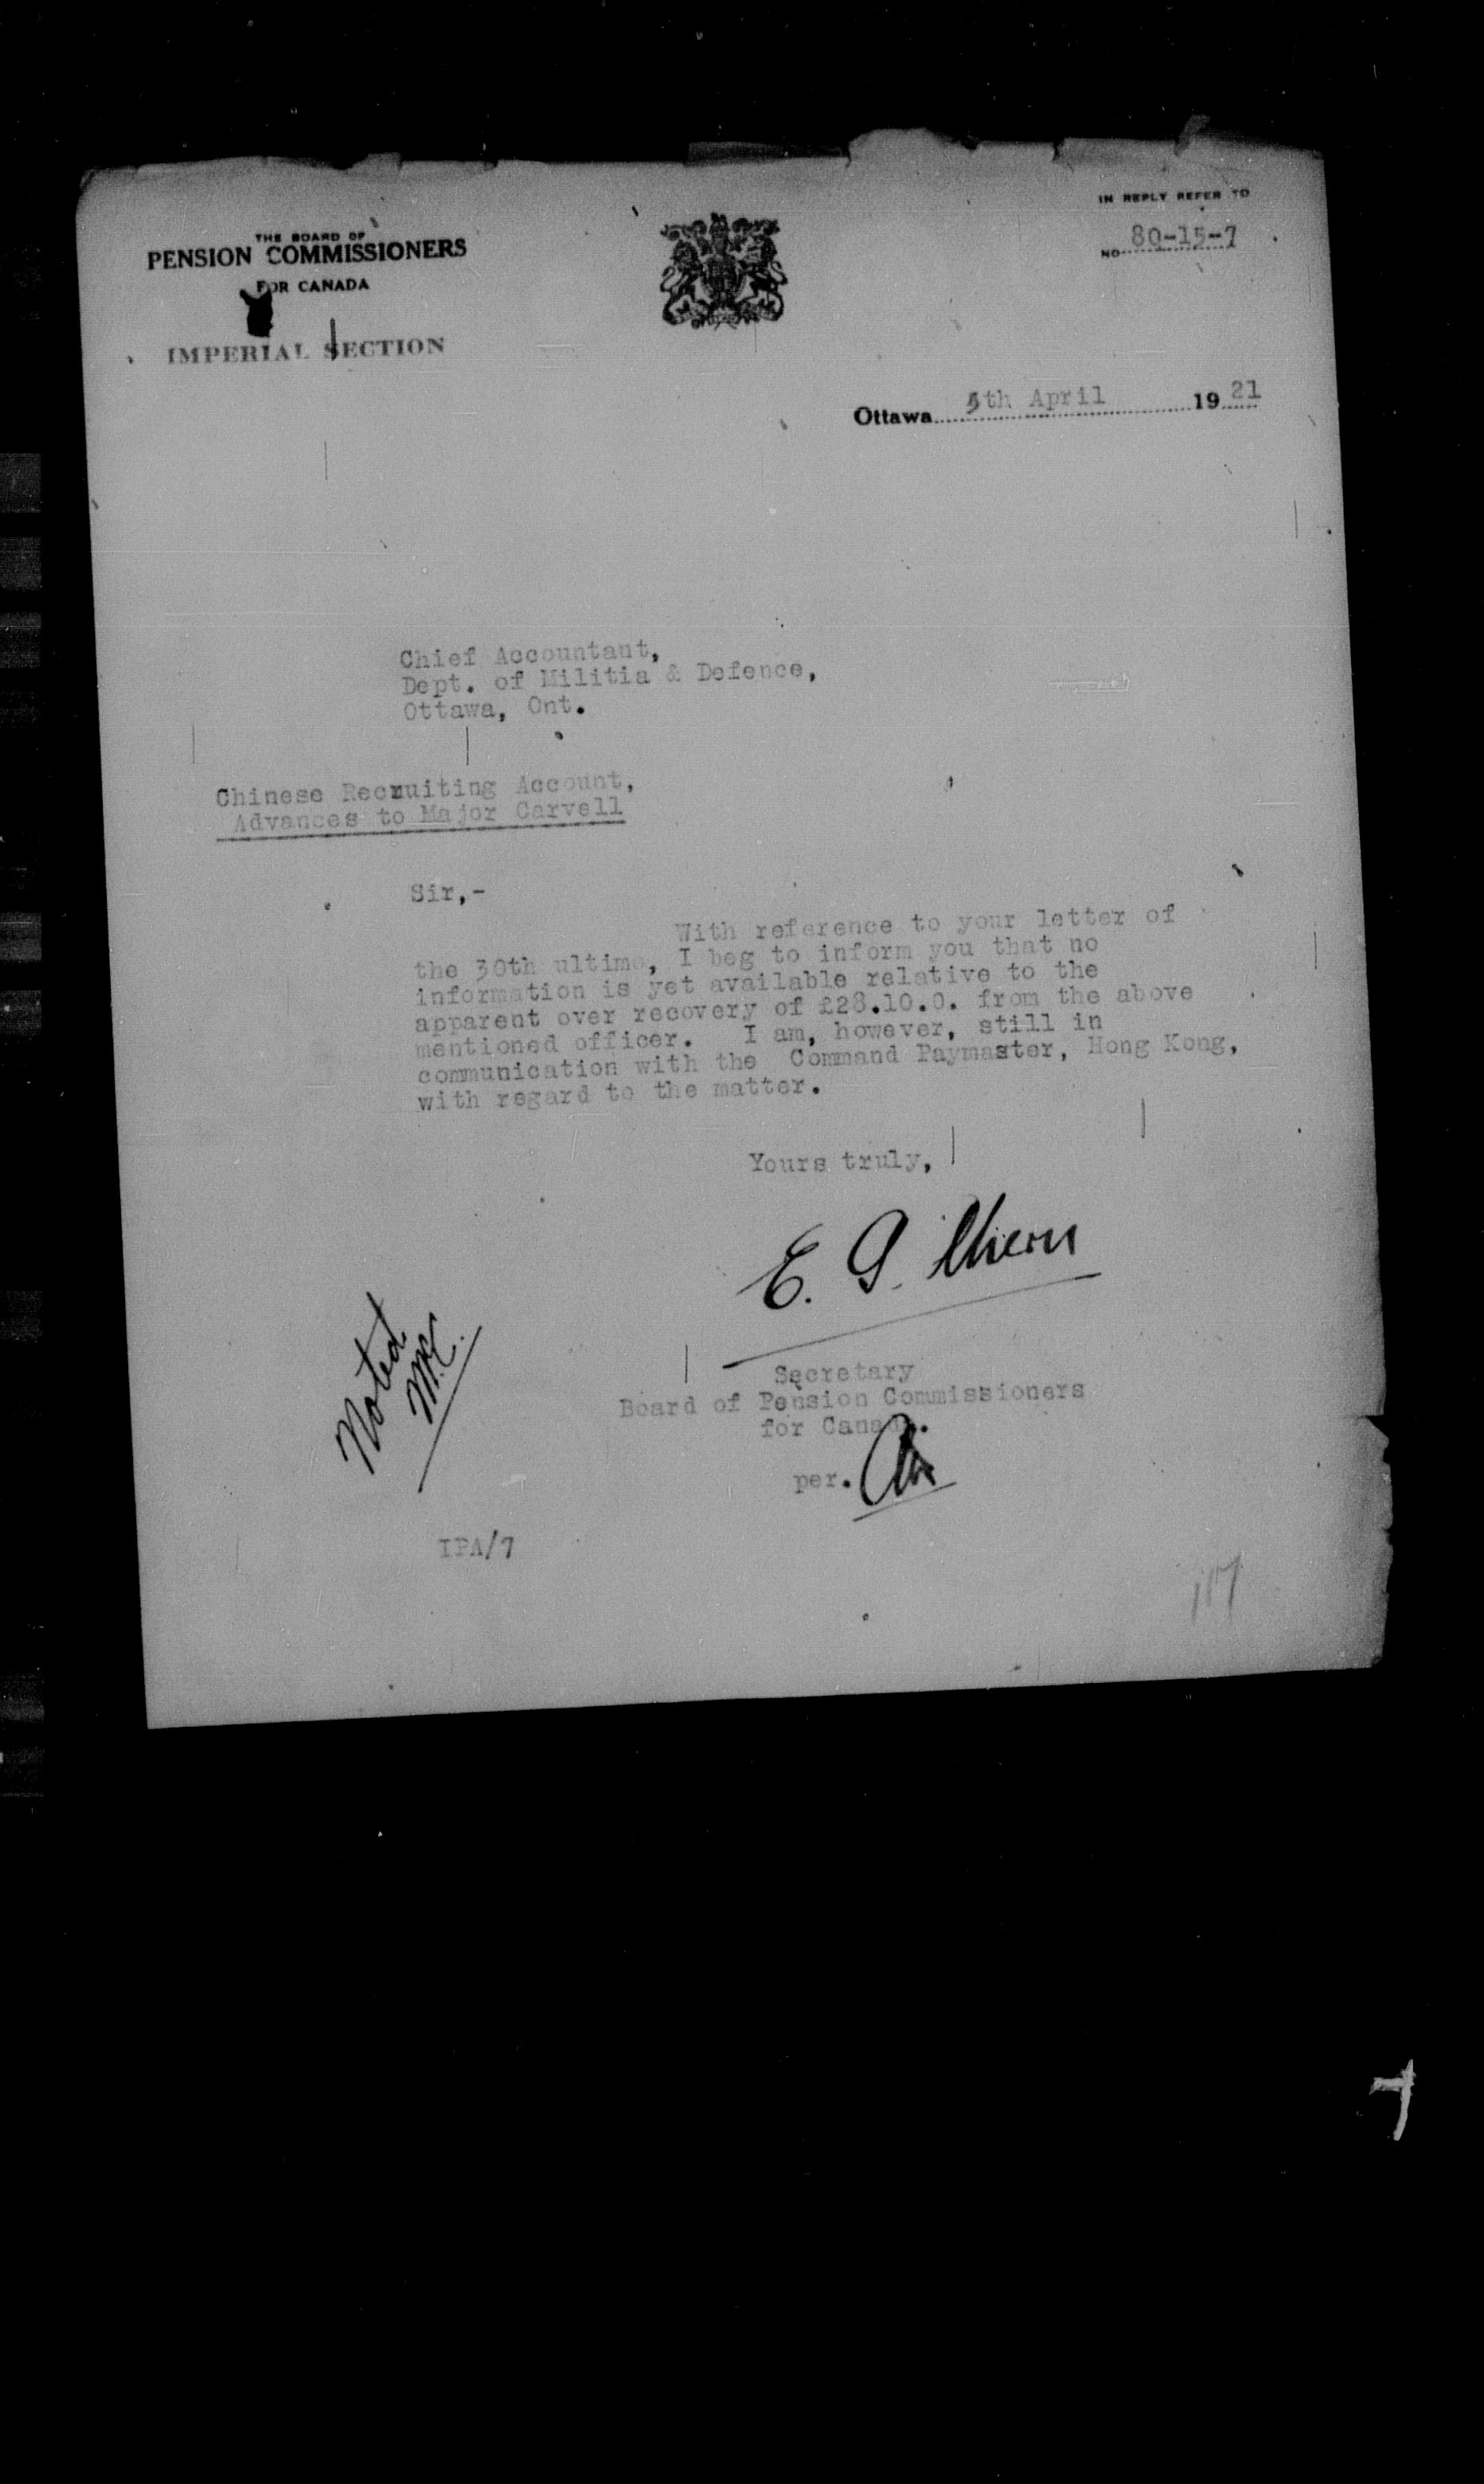 THE BOARD OF
PENSION COMMISSIONERS
FOR CANADA
IMPERIAL SECTION
IN REPLY REFER TO
NO 80-15-7
Ottawa 5th April 1921
Chief Accountant,
Dept. of Militia & Defence,
Ottawa, Ont.
Chinese Recruiting Account,
Advances to Major Carvell
Sir,-
With reference to your letter of
the 30th ultimo, I beg to inform you that no
information is yet available relative to the
apparent over recovery of £28.10.0. from the above
mentioned officer. I am, however, still in
communication with the Command Paymaster, Hong Kong,
with regard to the matter.
Yours truly,
E. G.
Secretary
Board of Pension Commissioners
for Canada.
per.
Noted
IPA/7
117
7